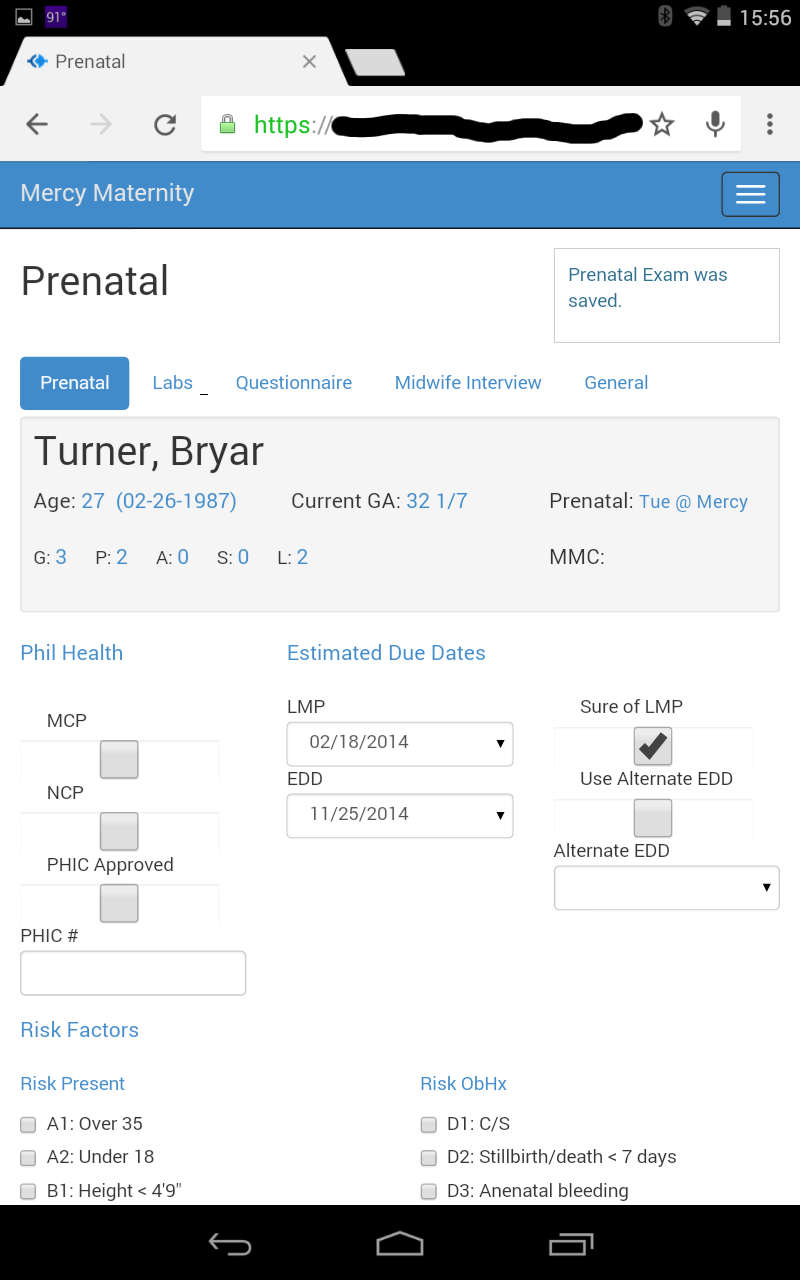 91°
15:56
Prenatal
https://
Mercy Maternity
Prenatal
Prenatal Exam was
saved.
Prenatal Labs _ Questionnaire Midwife Interview General
Turner, Bryar
Age: 27 (02-26-1987) Current GA: 32 1/7 Prenatal: Tue @ Mercy
G: 3 P: 2 A: 0 S: 0 L: 2 MMC:
Phil Health
MCP
NCP
PHIC Approved
PHIC #
Estimated Due Dates
LMP
02/18/2014
EDD
11/25/2014
Sure of LMP
Use Alternate EDD
Alternate EDD
Risk Factors
Risk Present
A1: Over 35
A2: Under 18
B1: Height < 4'9"
Risk ObHx
D1: C/S
D2: Stillbirth/death < 7 days
D3: Anenatal bleeding